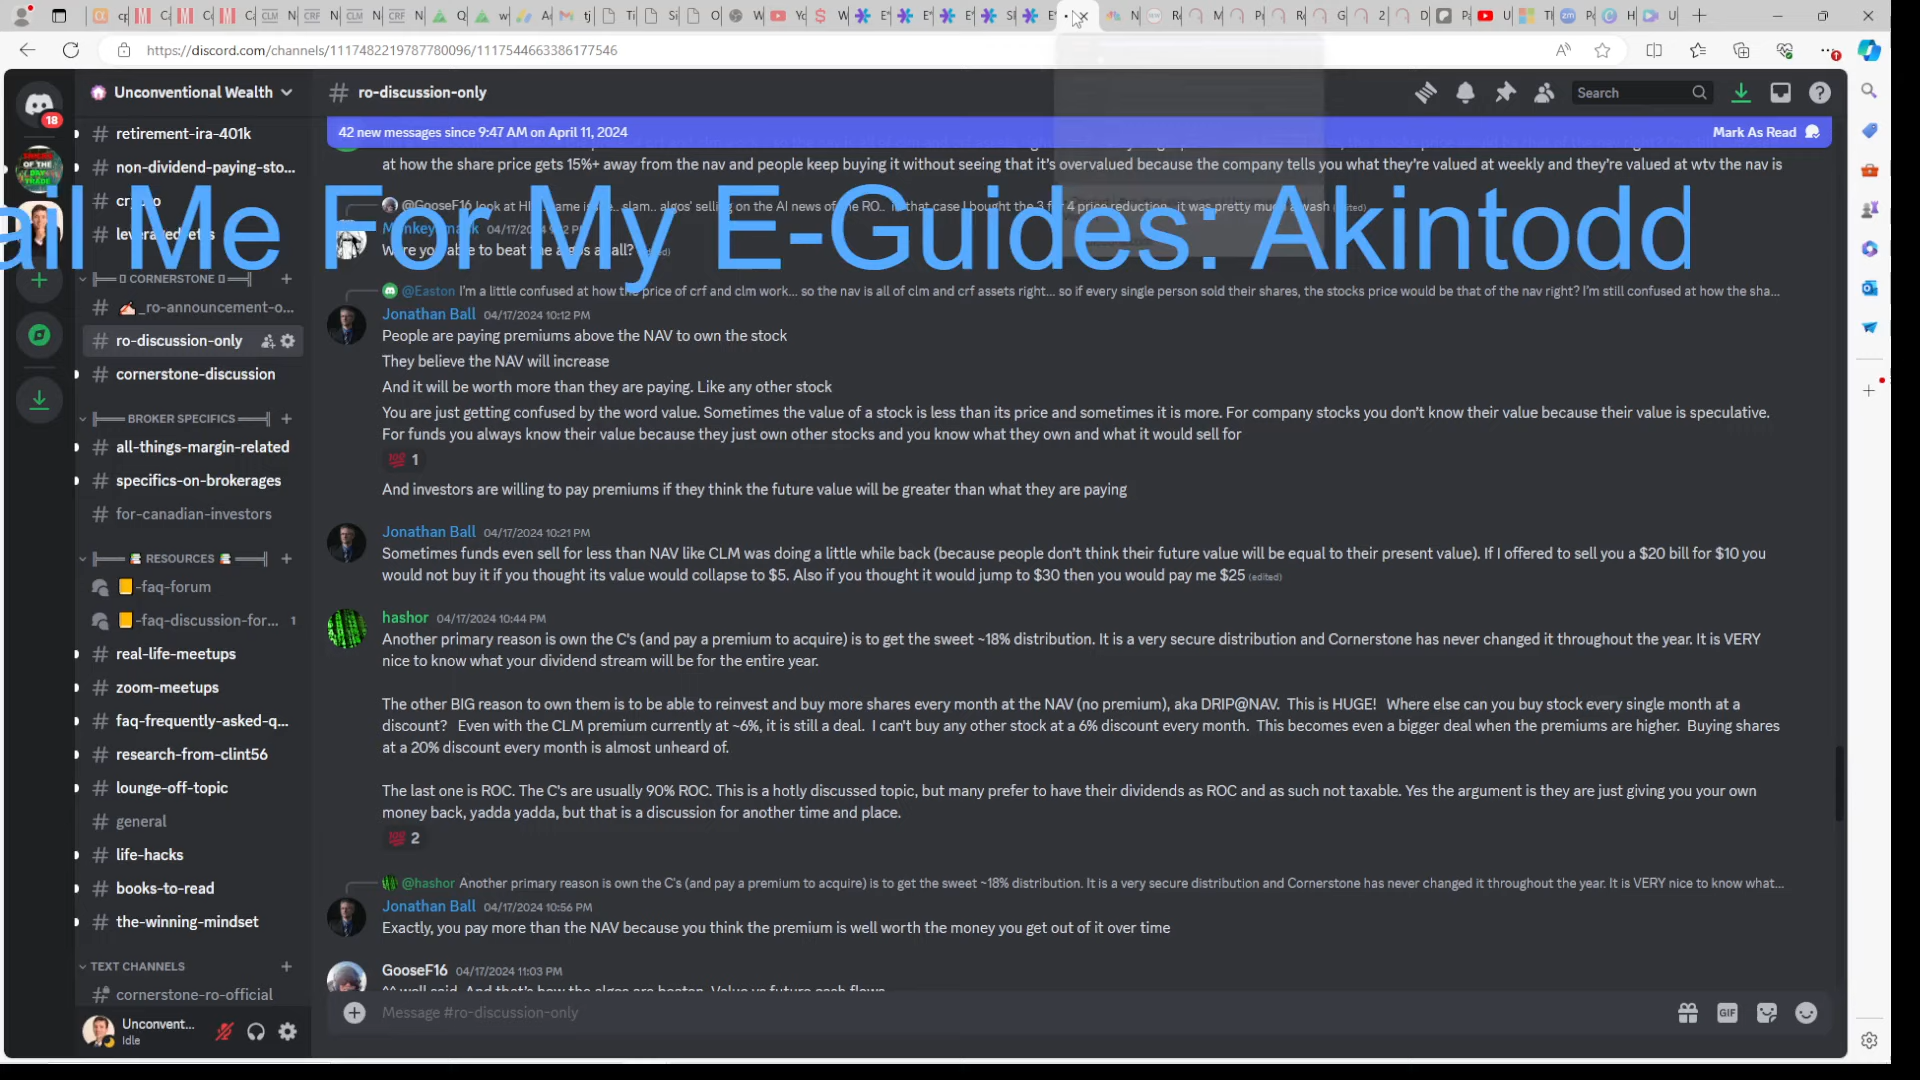 https://discord.com/channels/1117482219787780096/1117544663386177546
18
Unconventional Wealth
retirement-ira-401k
non-dividend-paying-sto...
CORNERSTONE
_ro-announcement-o...
ro-discussion-only
cornerstone-discussion
BROKER SPECIFICS
all-things-margin-related
specifics-on-brokerages
for-canadian-investors
RESOURCES
-faq-forum
-faq-discussion-for... 1
real-life-meetups
zoom-meetups
faq-frequently-asked-q...
research-from-clint56
lounge-off-topic
general
life-hacks
books-to-read
the-winning-mindset
TEXT CHANNELS
cornerstone-ro-official
Unconvent...
Idle
# ro-discussion-only
Search
42 new messages since 9:47 AM on April 11, 2024
Mark As Read
at how the share price gets 15%+ away from the nav and people keep buying it without seeing that it's overvalued because the company tells you what they're valued at weekly and they're valued at wtv the nav is
ail Me For My E-Guides: Akintodd
@GooseF16 look at
@Easton I'm a little confused at how the price of crf and clm work... so the nav is all of clm and crf assets right... so if every single person sold their shares, the stocks price would be that of the nav right? I'm still confused at how the sha...
Jonathan Ball 04/17/2024 10:12 PM
People are paying premiums above the NAV to own the stock
They believe the NAV will increase
And it will be worth more than they are paying. Like any other stock
You are just getting confused by the word value. Sometimes the value of a stock is less than its price and sometimes it is more. For company stocks you don't know their value because their value is speculative.
For funds you always know their value because they just own other stocks and you know what they own and what it would sell for
💯 1
And investors are willing to pay premiums if they think the future value will be greater than what they are paying
Jonathan Ball 04/17/2024 10:21 PM
Sometimes funds even sell for less than NAV like CLM was doing a little while back (because people don't think their future value will be equal to their present value). If I offered to sell you a $20 bill for $10 you
would not buy it if you thought its value would collapse to $5. Also if you thought it would jump to $30 then you would pay me $25 (edited)
hashor 04/17/2024 10:44 PM
Another primary reason is own the C's (and pay a premium to acquire) is to get the sweet ~18% distribution. It is a very secure distribution and Cornerstone has never changed it throughout the year. It is VERY
nice to know what your dividend stream will be for the entire year.
The other BIG reason to own them is to be able to reinvest and buy more shares every month at the NAV (no premium), aka DRIP@NAV. This is HUGE! Where else can you buy stock every single month at a
discount? Even with the CLM premium currently at ~6%, it is still a deal. I can't buy any other stock at a 6% discount every month. This becomes even a bigger deal when the premiums are higher. Buying shares
at a 20% discount every month is almost unheard of.
The last one is ROC. The C's are usually 90% ROC. This is a hotly discussed topic, but many prefer to have their dividends as ROC and as such not taxable. Yes the argument is they are just giving you your own
money back, yadda yadda, but that is a discussion for another time and place.
💯 2
@hashor Another primary reason is own the C's (and pay a premium to acquire) is to get the sweet ~18% distribution. It is a very secure distribution and Cornerstone has never changed it throughout the year. It is VERY nice to know what...
Jonathan Ball 04/17/2024 10:56 PM
Exactly, you pay more than the NAV because you think the premium is well worth the money you get out of it over time
GooseF16 04/17/2024 11:03 PM
Message #ro-discussion-only
GIF